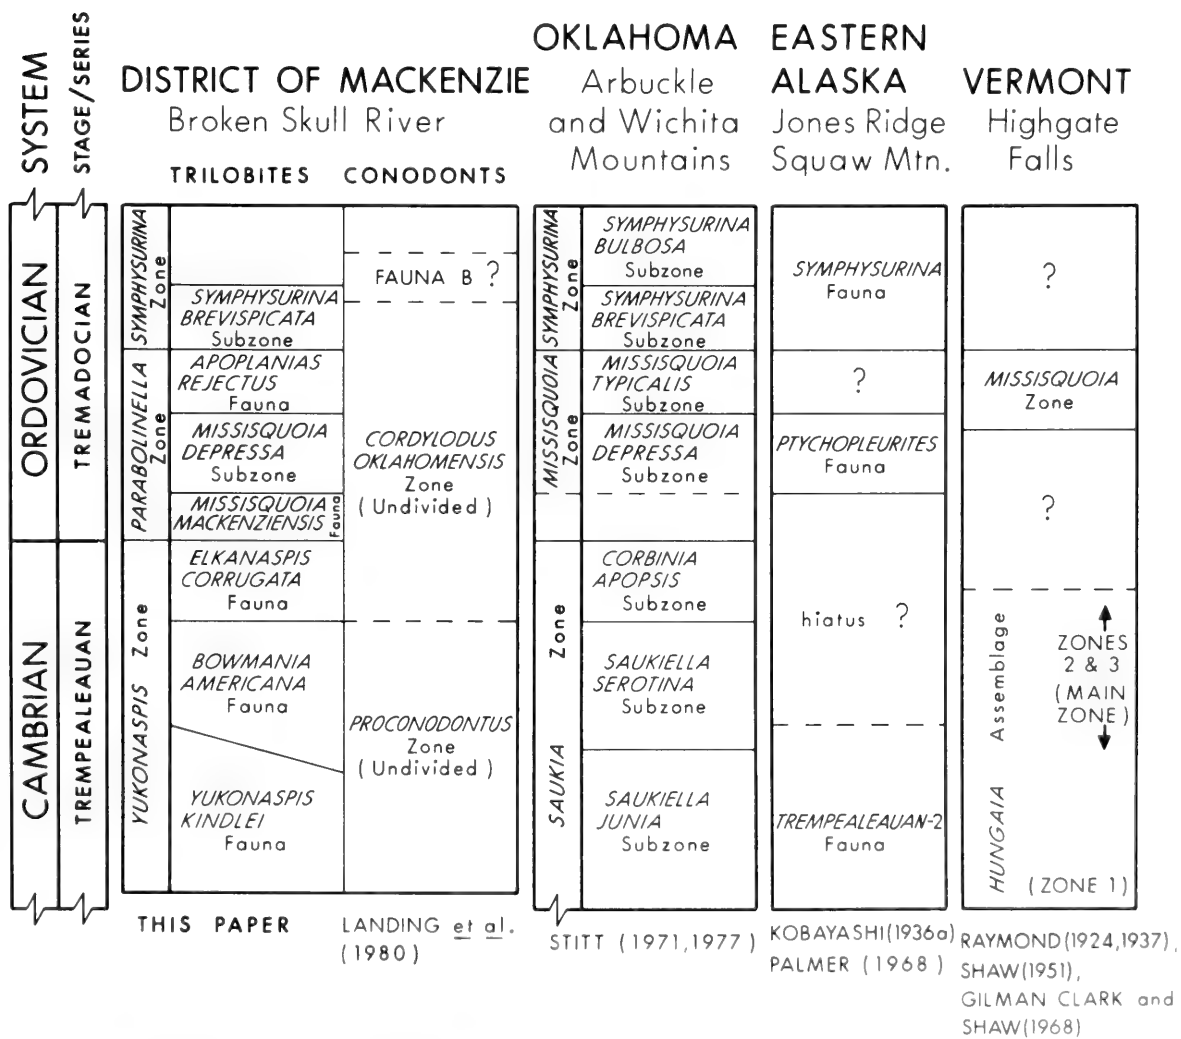 SYSTEM
STAGE/SERIES
DISTRICT OF MACKENZIE
Broken Skull River
TRILOBITES
CONODONTS
OKLAHOMA
Arbuckle
and Wichita
Mountains
EASTERN
ALASKA
Jones Ridge
Squaw Mtn.
VERMONT
Highgate
Falls
ORDOVICIAN
CAMBRIAN
TREMADOCIAN
TREMPEALEAUAN
SYMPHYSURINA
Zone
PARABOLINELLA
Zone
YUKONASPIS Zone
SYMPHYSURINA
BREVISPICATA
Subzone
APOPLANIAS
REJECTUS
Fauna
MISSISQUOIA
DEPRESSA
Subzone
MISSISQUOIA
MACKENZIENSIS
Fauna
ELKANASPIS
CORRUGATA
Fauna
BOWMANIA
AMERICANA
Fauna
YUKONASPIS
KINDLEI
Fauna
FAUNA B ?
CORDYLODUS
OKLAHOMENSIS
Zone
(Undivided)
PROCONODONTUS
Zone
(Undivided)
SYMPHYSURINA
Zone
MISSISQUOIA
Zone
SAUKIA Zone
SYMPHYSURINA
BULBOSA
Subzone
SYMPHYSURINA
BREVISPICATA
Subzone
MISSISQUOIA
TYPICALIS
Subzone
MISSISQUOIA
DEPRESSA
Subzone
CORBINIA
APOPSIS
Subzone
SAUKIELLA
SEROTINA
Subzone
SAUKIELLA
JUNIA
Subzone
SYMPHYSURINA
Fauna
?
PTYCHOPLEURITES
Fauna
hiatus ?
TREMPEALEAUAN-2
Fauna
?
MISSISQUOIA
Zone
?
HUNGAIA Assemblage
ZONES
2 & 3
(MAIN
ZONE)
(ZONE 1)
THIS PAPER
LANDING et al.
(1980)
STITT (1971,1977)
KOBAYASHI(1936a)
PALMER (1968)
RAYMOND(1924,1937),
SHAW(1951),
GILMAN CLARK and
SHAW(1968)